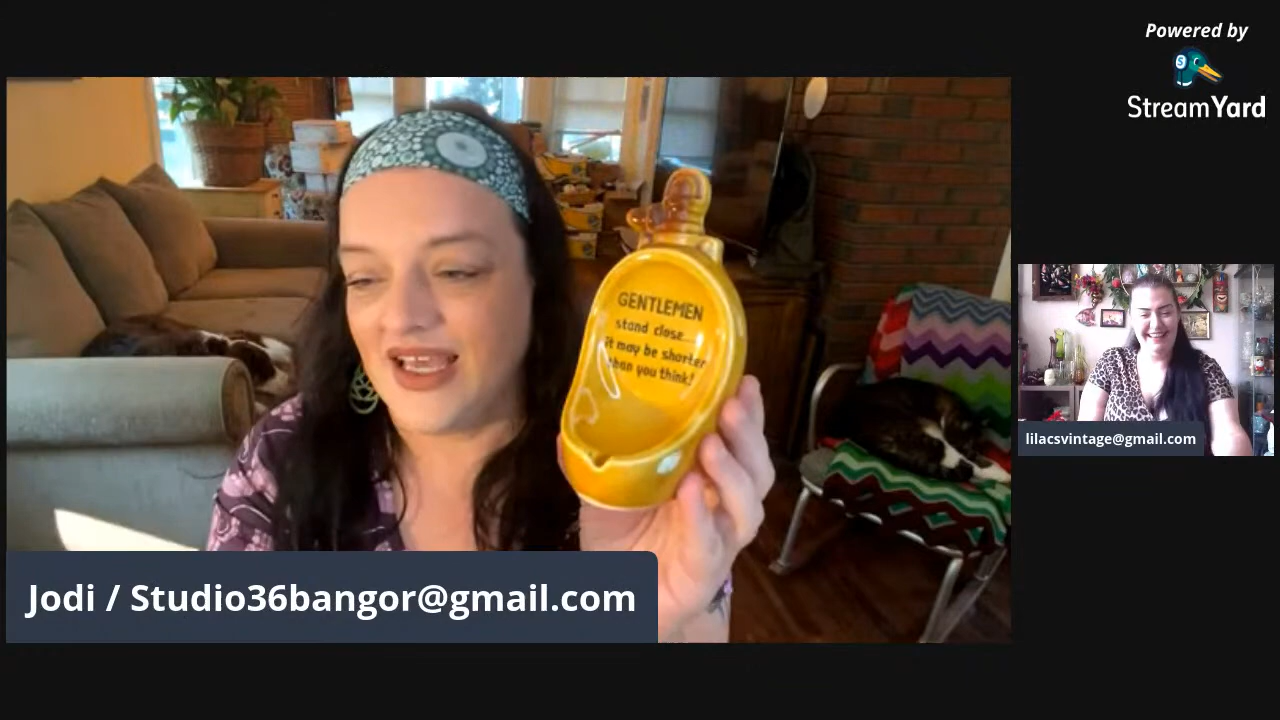 Powered by
StreamYard
GENTLEMEN
stand close...
it may be shorter
than you think!
lilacsvintage@gmail.com
Jodi / Studio36bangor@gmail.com